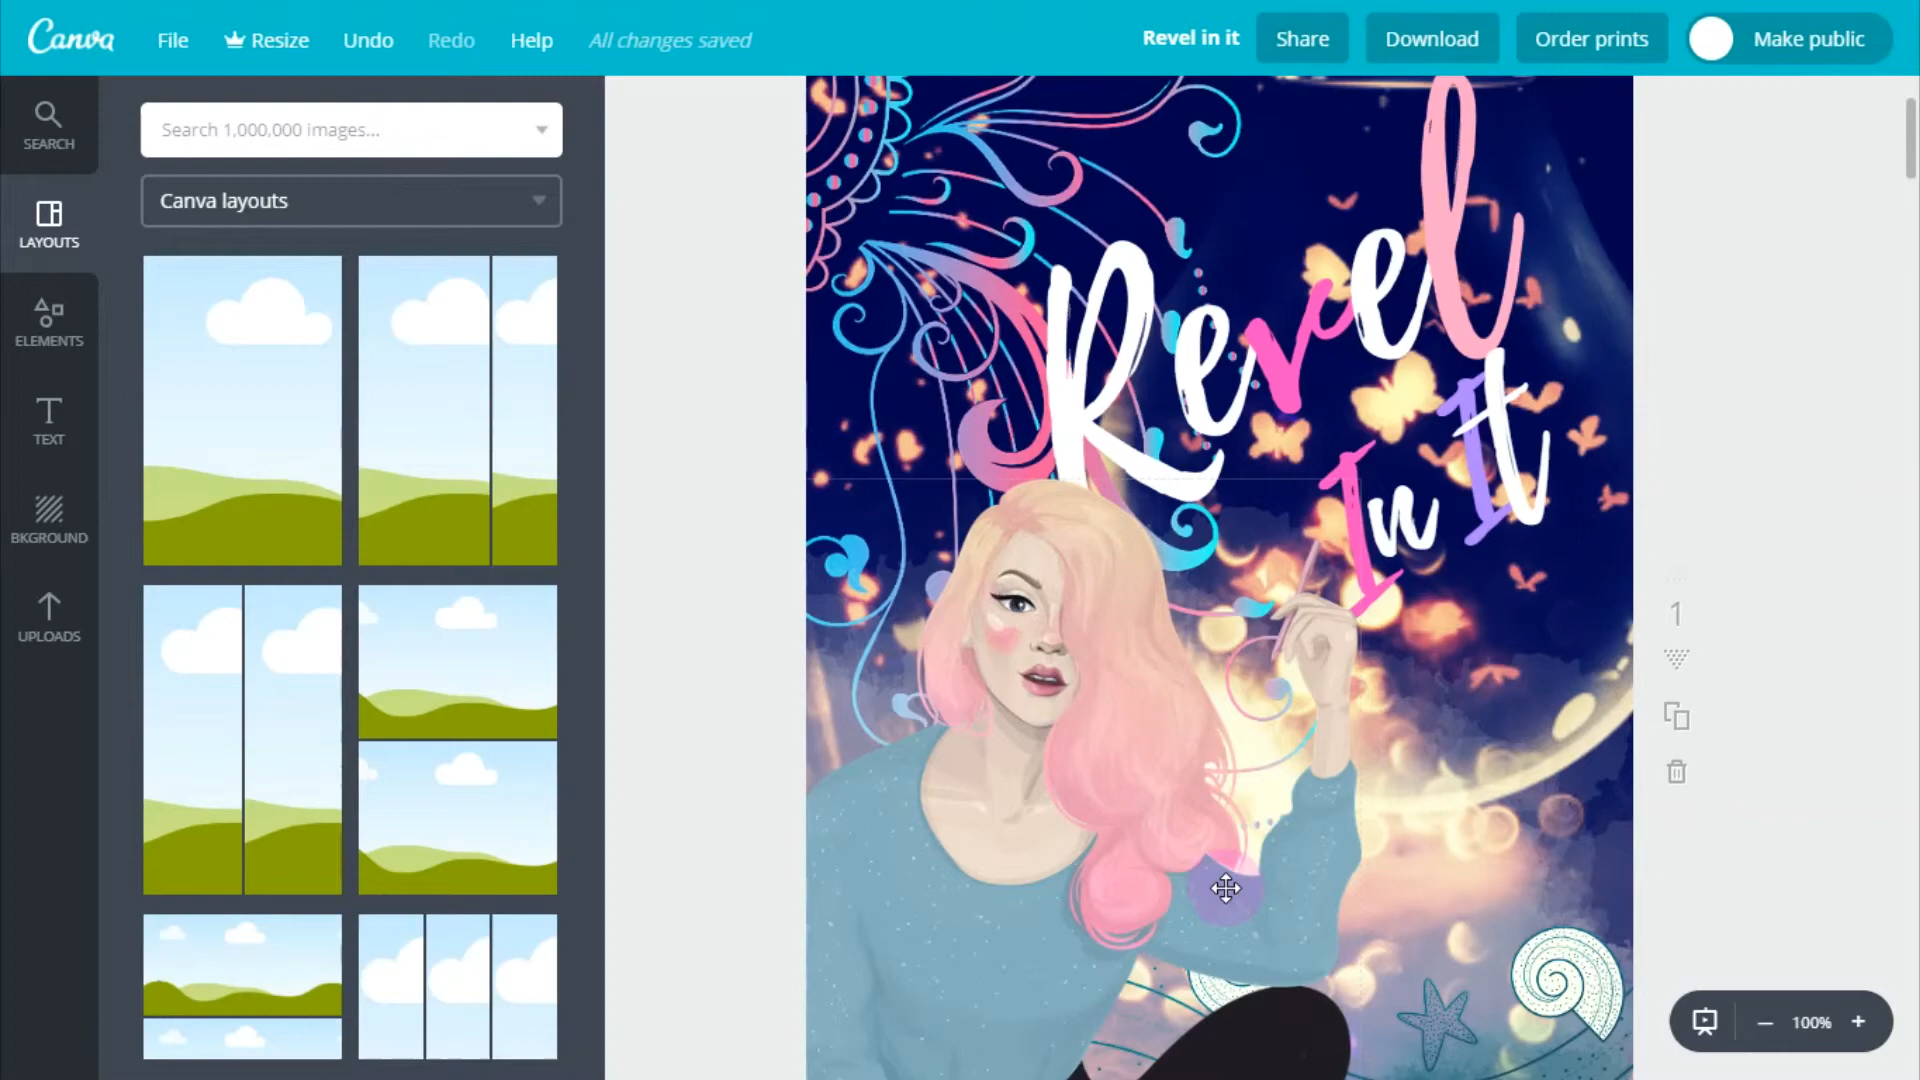 Canva File Resize Undo Redo Help All changes saved Revel in it Share Download Order prints Make public
Search 1,000,000 images...
SEARCH
Canva layouts
LAYOUTS
ELEMENTS
TEXT
BKGROUND
UPLOADS
Revel
In It
1
100%